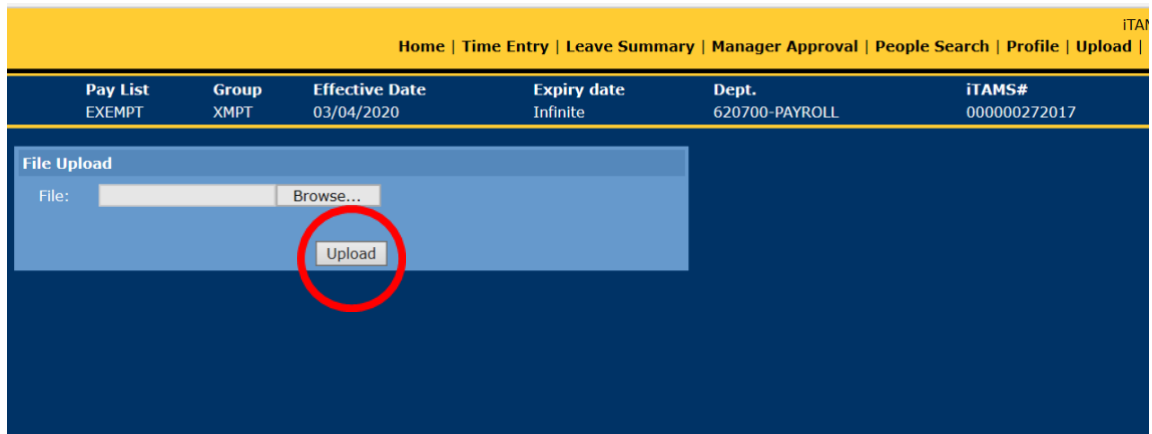 Home | Time Entry | Leave Summary | Manager Approval | People Search | Profile | Upload |
Pay List Group Effective Date Expiry date Dept. iTAMS#
EXEMPT XMPT 03/04/2020 Infinite 620700-PAYROLL 000000272017
File Upload
File: Browse...
Upload